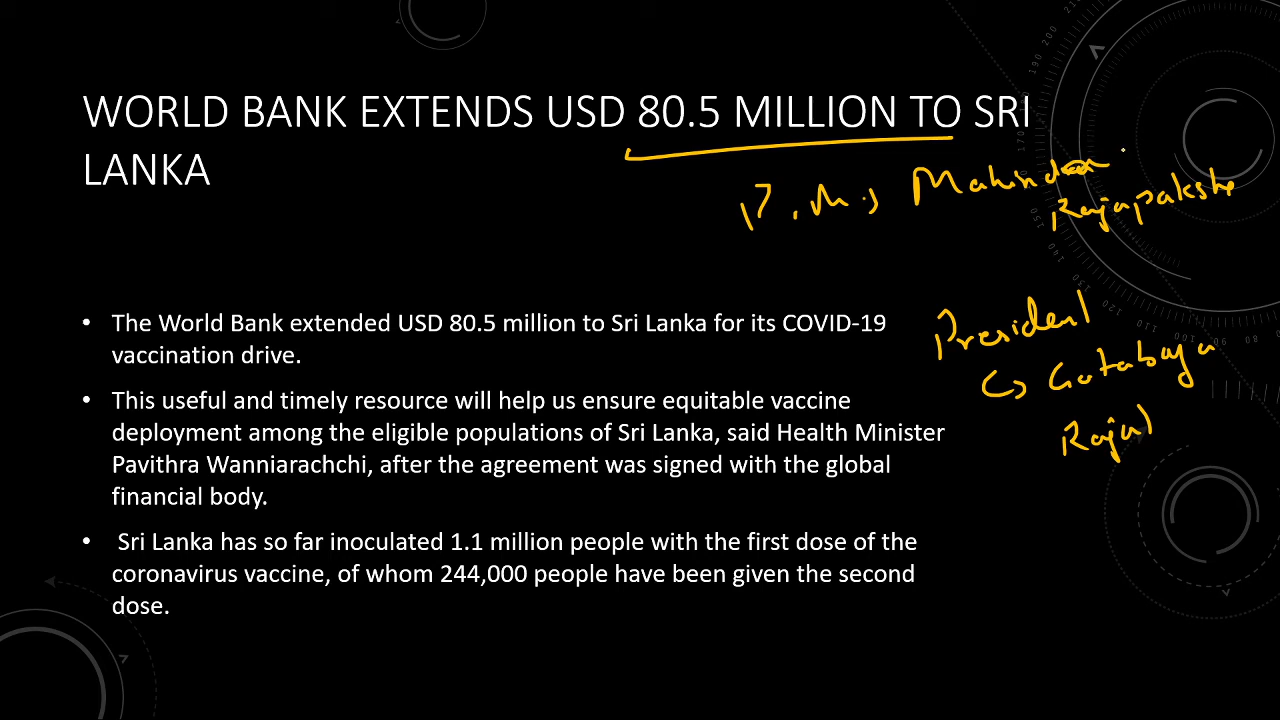 WORLD BANK EXTENDS USD 80.5 MILLION TO SRI
LANKA
P.M.,
Mahinda
Rajapakshe
President
Gotabaya
Raja
• The World Bank extended USD 80.5 million to Sri Lanka for its COVID-19
vaccination drive.
• This useful and timely resource will help us ensure equitable vaccine
deployment among the eligible populations of Sri Lanka, said Health Minister
Pavithra Wanniarachchi, after the agreement was signed with the global
financial body.
• Sri Lanka has so far inoculated 1.1 million people with the first dose of the
coronavirus vaccine, of whom 244,000 people have been given the second
dose.